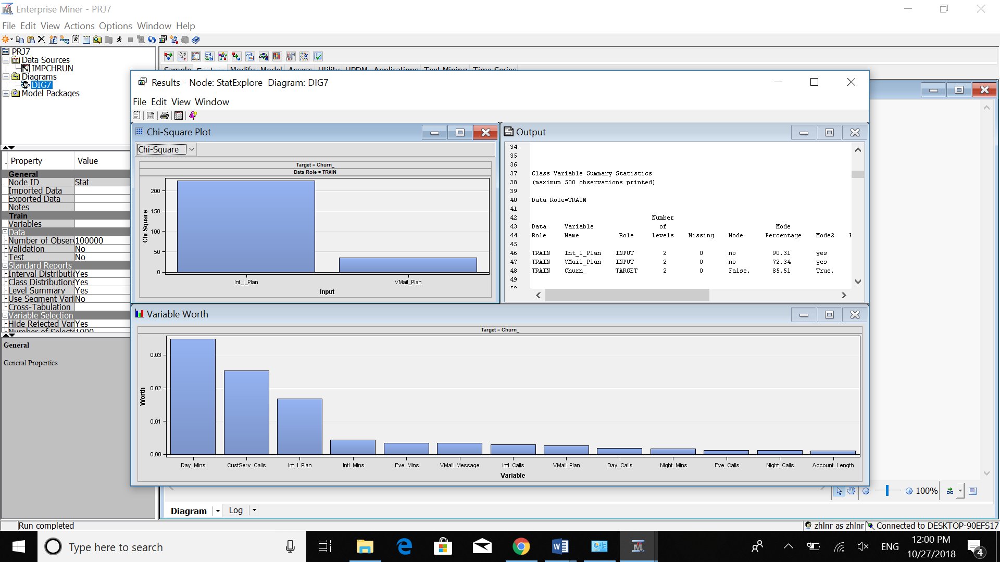 Enterprise Miner - PRJ7
File Edit View Actions Options Window Help
PRJ7
Data Sources
IMPCHRUN
Diagrams
DIG7
Model Packages
Sample Explore Modify Model Assess Utility HPDM Applications Text Mining Time Series
Results - Node: StatExplore Diagram: DIG7
File Edit View Window
Chi-Square Plot
Chi-Square
Target = Churn_
Data Role = TRAIN
Chi-Square
200
150
100
50
0
Int_l_Plan VMail_Plan
Input
Output
34
35
36
37 Class Variable Summary Statistics
38 (maximum 500 observations printed)
39
40 Data Role=TRAIN
41
42 Number
43 Data Variable of Mode
44 Role Name Role Levels Missing Mode Percentage Mode2
45
46 TRAIN Int_l_Plan INPUT 2 0 no 90.31 yes
47 TRAIN VMail_Plan INPUT 2 0 no 72.34 yes
48 TRAIN Churn_ TARGET 2 0 False. 85.51 True.
49
50
Variable Worth
Target = Churn_
Worth
0.03
0.02
0.01
0.00
Day_Mins CustServ_Calls Int_l_Plan Intl_Mins Eve_Mins VMail_Message Intl_Calls VMail_Plan Day_Calls Night_Mins Eve_Calls Night_Calls Account_Length
Variable
. Property Value
General
Node ID Stat
Imported Data
Exported Data
Notes
Train
Variables
Data
Number of Observ 100000
Validation No
Test No
Standard Reports
Interval Distributic Yes
Class Distributions Yes
Level Summary Yes
Use Segment Vari No
Cross-Tabulation
Variable Selection
Hide Rejected Var Yes
Number of Selecte 1000
General
General Properties
100%
Diagram Log
Run completed
zhlnr as zhlnr Connected to DESKTOP-90EFS17
Type here to search
ENG
12:00 PM
10/27/2018
4